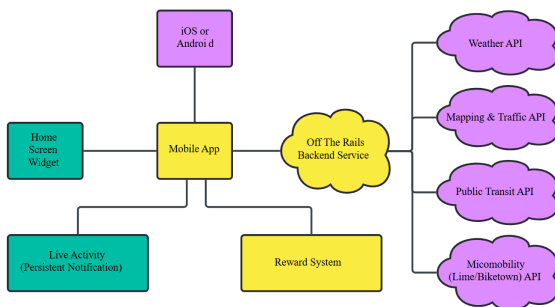 iOS or
Android
Weather API
Home
Screen
Widget
Mobile App
Off The Rails
Backend Service
Mapping & Traffic API
Public Transit API
Live Activity
(Persistent Notification)
Reward System
Micomobility
(Lime/Biketown) API